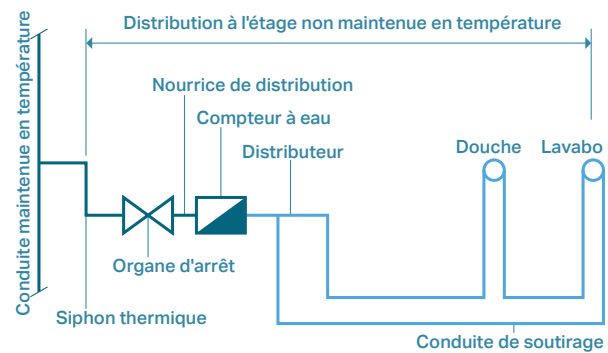 Distribution à l'étage non maintenue en température
Conduite maintenue en température
Nourrice de distribution
Compteur à eau
Distributeur
Douche
Lavabo
Organe d'arrêt
Siphon thermique
Conduite de soutirage